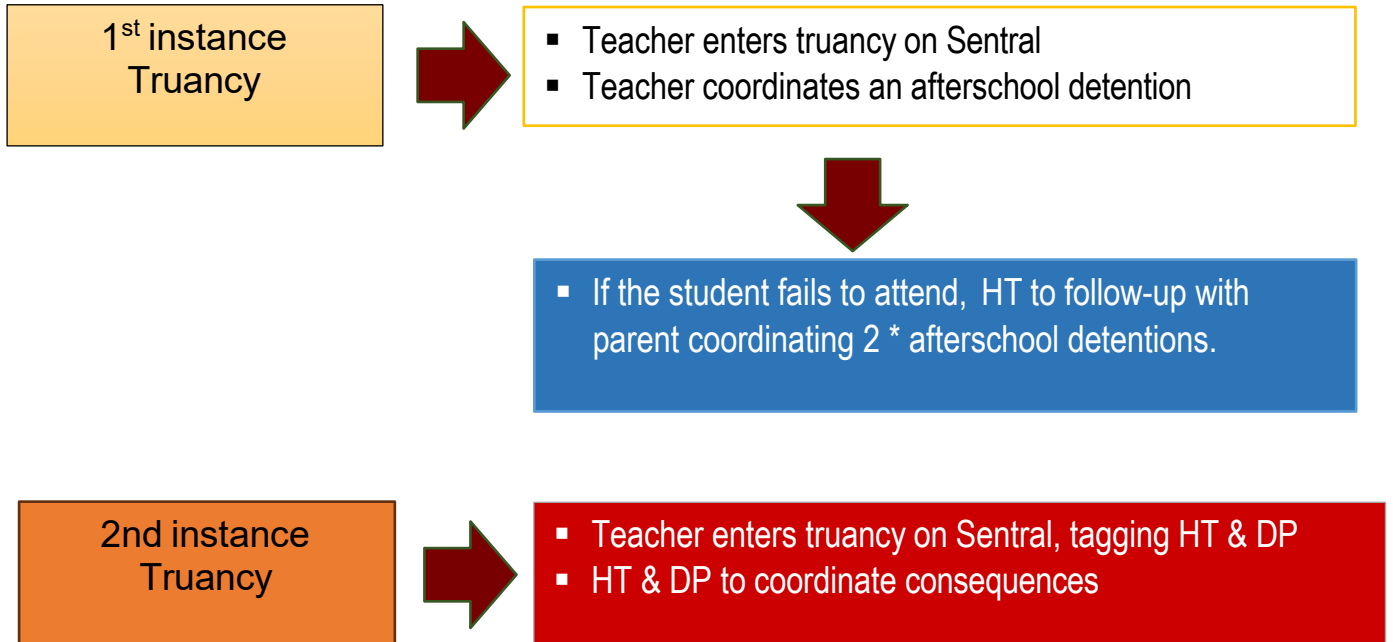 1st instance
Truancy
▪ Teacher enters truancy on Sentral
▪ Teacher coordinates an afterschool detention
▪ If the student fails to attend, HT to follow-up with
parent coordinating 2 * afterschool detentions.
2nd instance
Truancy
▪ Teacher enters truancy on Sentral, tagging HT & DP
▪ HT & DP to coordinate consequences